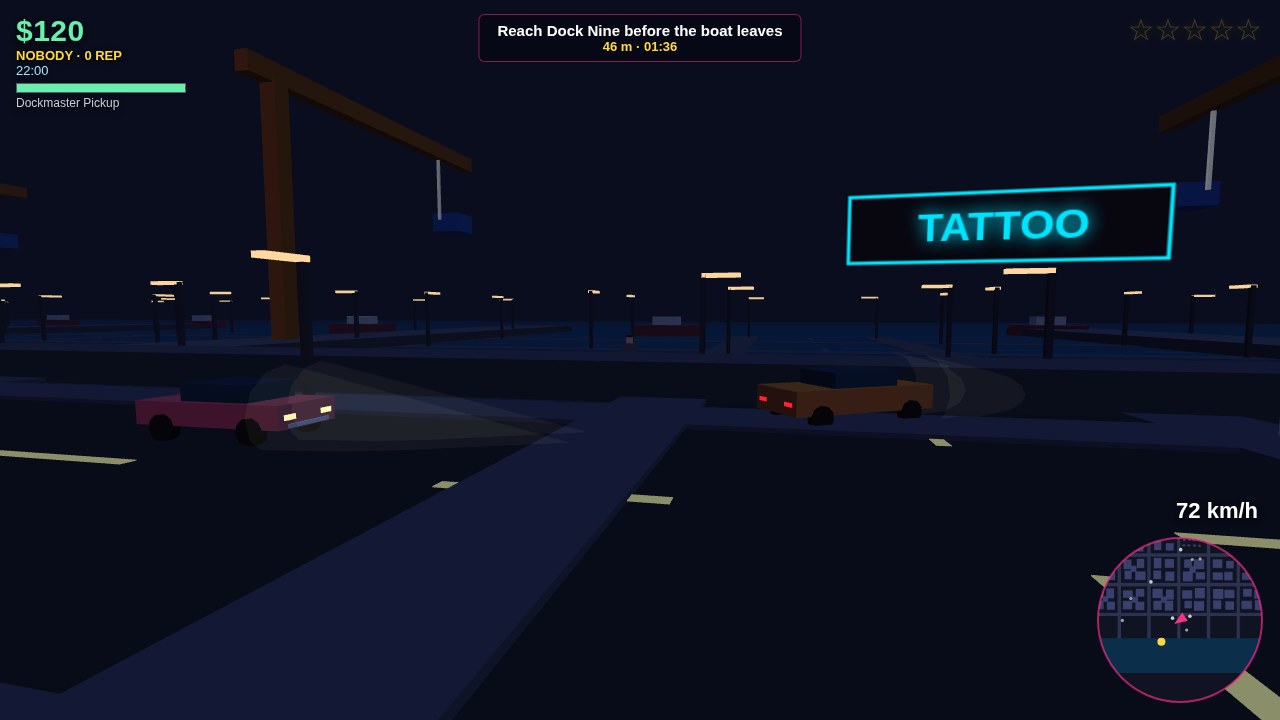 $120
NOBODY · 0 REP
22:00
Dockmaster Pickup
Reach Dock Nine before the boat leaves
46 m · 01:36
☆☆☆☆☆
TATTOO
72 km/h